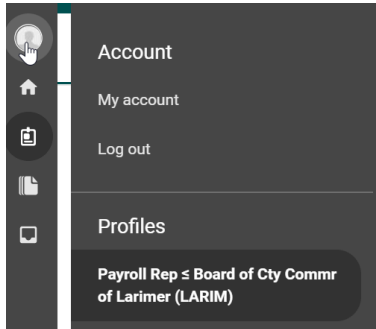 Account
My account
Log out
Profiles
Payroll Rep ≤ Board of Cty Commr
of Larimer (LARIM)